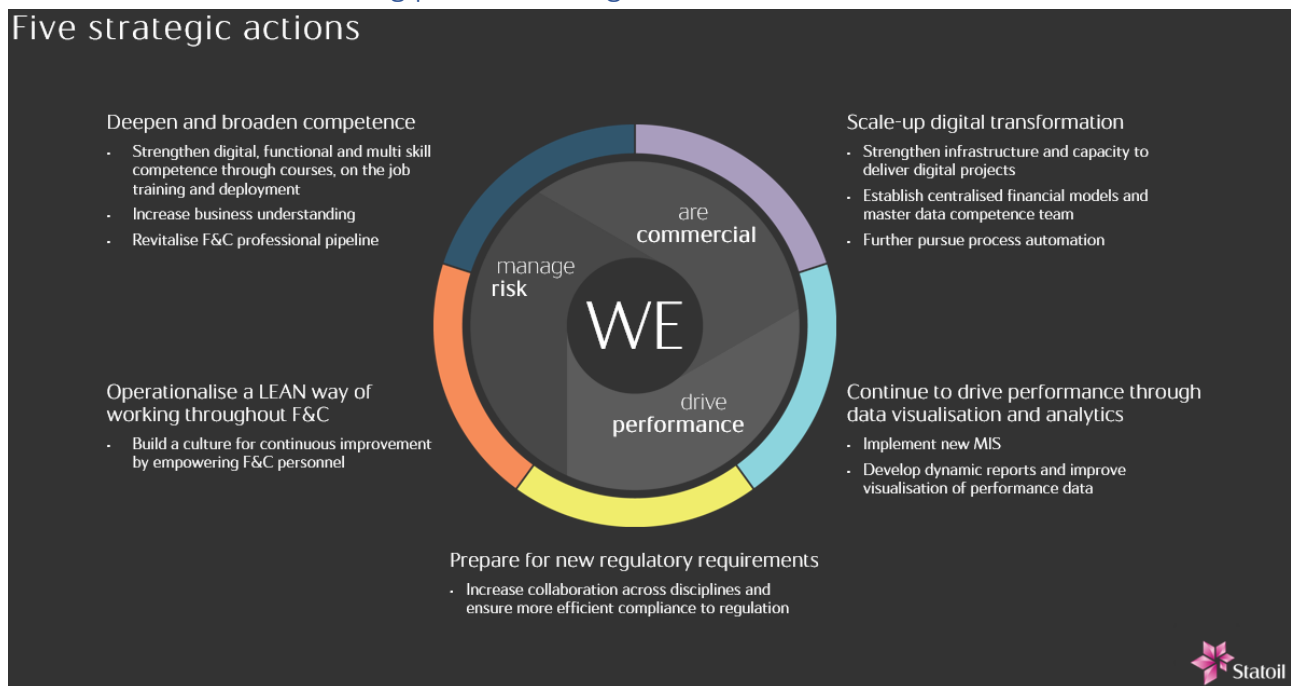 Five strategic actions
Deepen and broaden competence
· Strengthen digital, functional and multi skill
competence through courses, on the job
training and deployment
· Increase business understanding
· Revitalise F&C professional pipeline
Scale-up digital transformation
· Strengthen infrastructure and capacity to
deliver digital projects
· Establish centralised financial models and
master data competence team
· Further pursue process automation
are
commercial
manage
risk
WE
drive
performance
Operationalise a LEAN way of
working throughout F&C
· Build a culture for continuous improvement
by empowering F&C personnel
Continue to drive performance through
data visualisation and analytics
· Implement new MIS
· Develop dynamic reports and improve
visualisation of performance data
Prepare for new regulatory requirements
· Increase collaboration across disciplines and
ensure more efficient compliance to regulation
Statoil